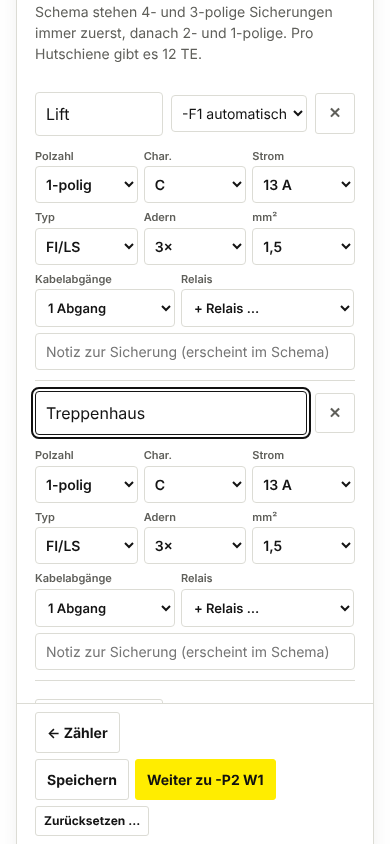 Schema stehen 4- und 3-polige Sicherungen
immer zuerst, danach 2- und 1-polige. Pro
Hutschiene gibt es 12 TE.
Lift
-F1 automatisch
×
Polzahl
Char.
Strom
1-polig
C
13 A
Typ
Adern
mm²
FI/LS
3×
1,5
Kabelabgänge
Relais
1 Abgang
+ Relais ...
Notiz zur Sicherung (erscheint im Schema)
Treppenhaus
×
Polzahl
Char.
Strom
1-polig
C
13 A
Typ
Adern
mm²
FI/LS
3×
1,5
Kabelabgänge
Relais
1 Abgang
+ Relais ...
Notiz zur Sicherung (erscheint im Schema)
← Zähler
Speichern
Weiter zu -P2 W1
Zurücksetzen ...